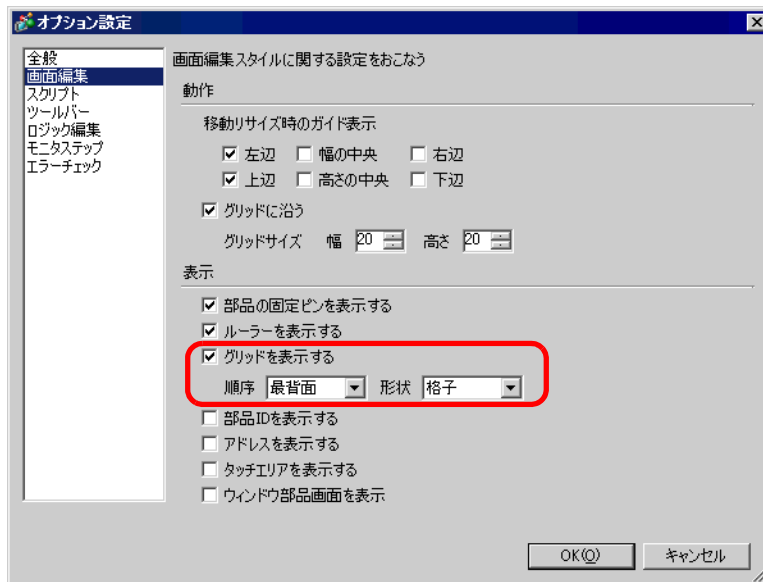 オプション設定
全般
画面編集
スクリプト
ツールバー
ロジック編集
モニタステップ
エラーチェック
画面編集スタイルに関する設定をおこなう
動作
移動リサイズ時のガイド表示
左辺 幅の中央 右辺
上辺 高さの中央 下辺
グリッドに沿う
グリッドサイズ 幅 20 高さ 20
表示
部品の固定ピンを表示する
ルーラーを表示する
グリッドを表示する
順序 最背面 形状 格子
部品IDを表示する
アドレスを表示する
タッチエリアを表示する
ウィンドウ部品画面を表示
OK(O) キャンセル